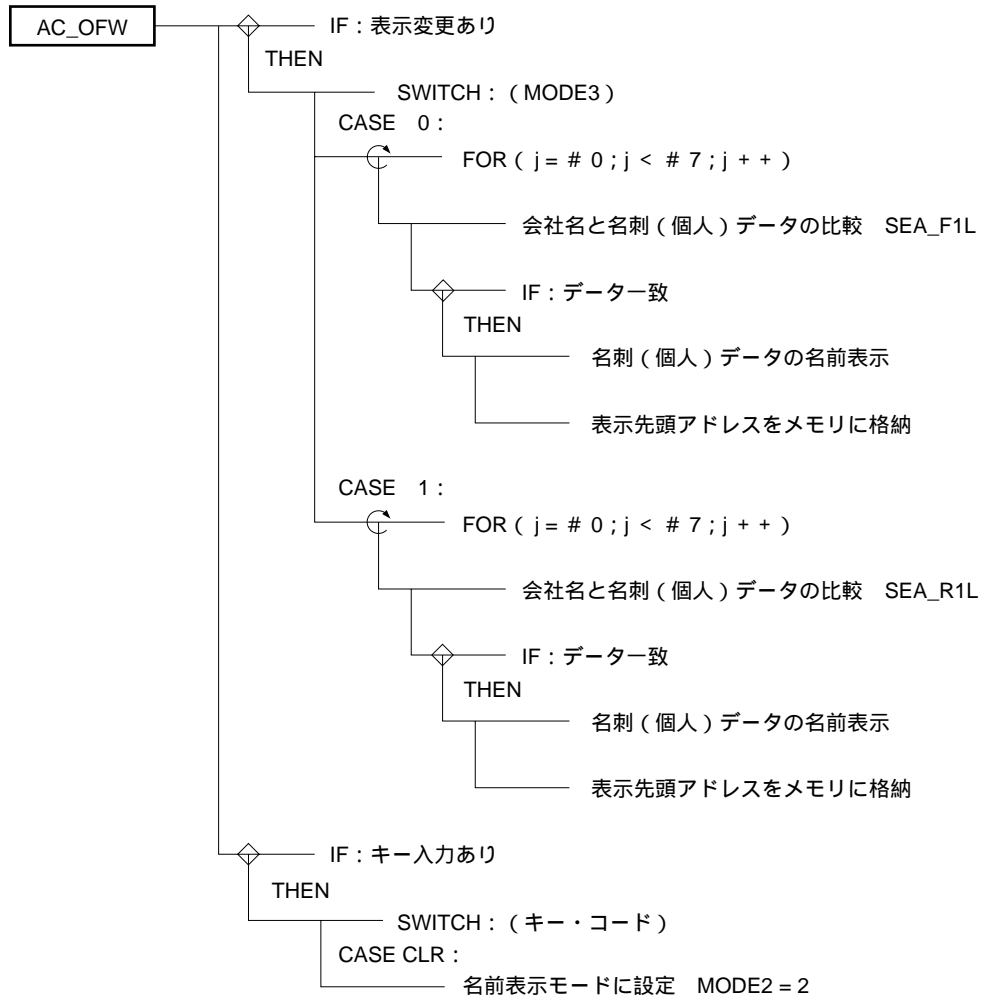 AC_OFW
IF：表示変更あり
THEN
SWITCH：（MODE3）
CASE 0：
FOR（j＝＃0；j＜＃7；j＋＋）
会社名と名刺（個人）データの比較 SEA_F1L
IF：データ一致
THEN
名刺（個人）データの名前表示
表示先頭アドレスをメモリに格納
CASE 1：
FOR（j＝＃0；j＜＃7；j＋＋）
会社名と名刺（個人）データの比較 SEA_R1L
IF：データ一致
THEN
名刺（個人）データの名前表示
表示先頭アドレスをメモリに格納
IF：キー入力あり
THEN
SWITCH：（キー・コード）
CASE CLR：
名前表示モードに設定 MODE2＝2